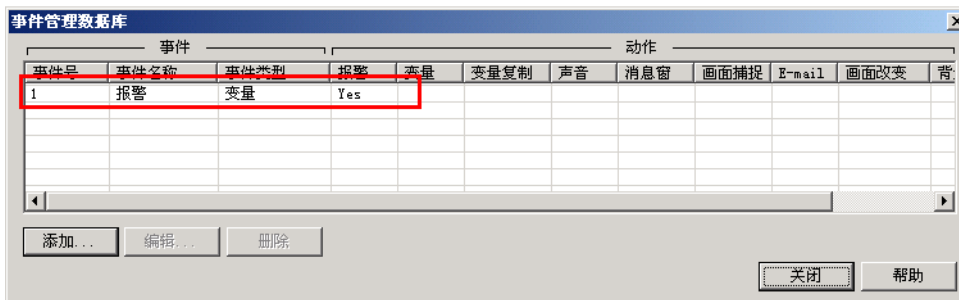 事件管理数据库
事件 动作
事件号 事件名称 事件类型 报警 变量 变量复制 声音 消息窗 画面捕捉 E-mail 画面改变 背
1 报警 变量 Yes
添加... 编辑... 删除
关闭 帮助